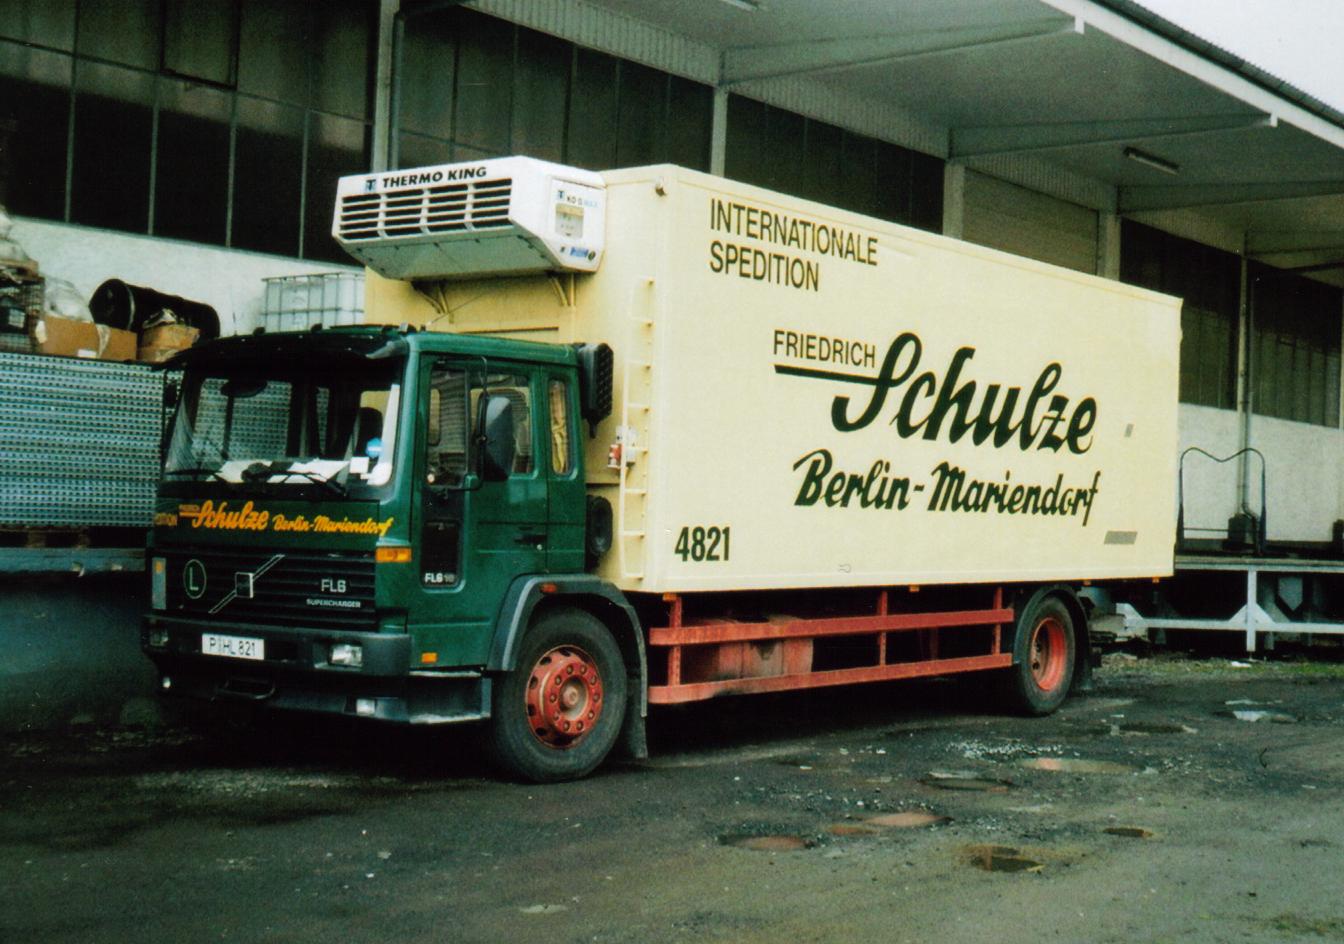 THERMO KING
INTERNATIONALE
SPEDITION
FRIEDRICH
Schulze
Berlin-Mariendorf
4821
Schulze Berlin-Mariendorf
L
FL6
SUPERCHARGER
FL6
P HL 821